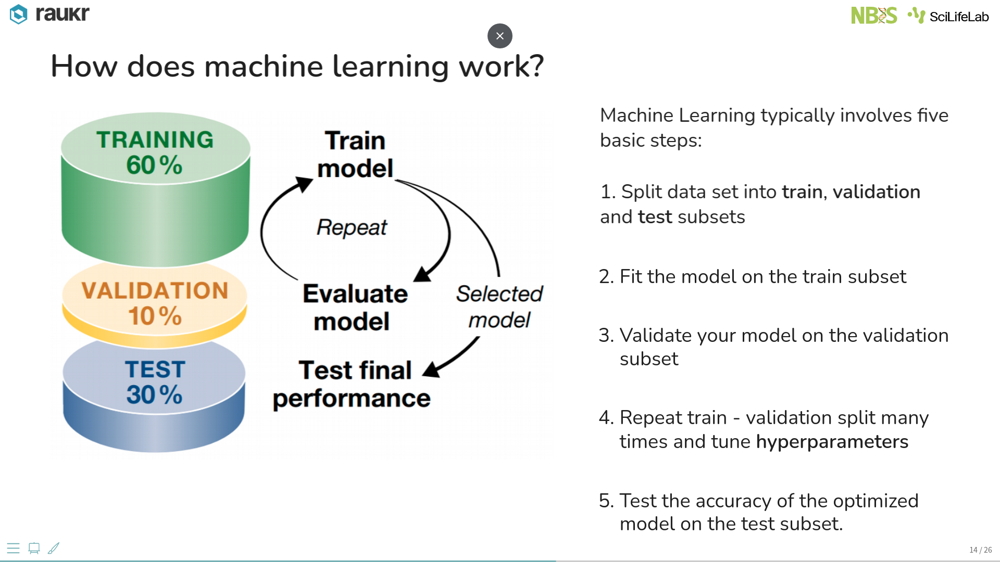 raukr
NBIS
SciLifeLab
How does machine learning work?
TRAINING
60 %
VALIDATION
10 %
TEST
30 %
Train
model
Repeat
Evaluate
model
Selected
model
Test final
performance
Machine Learning typically involves five
basic steps:
1. Split data set into train, validation
and test subsets
2. Fit the model on the train subset
3. Validate your model on the validation
subset
4. Repeat train - validation split many
times and tune hyperparameters
5. Test the accuracy of the optimized
model on the test subset.
14 / 26